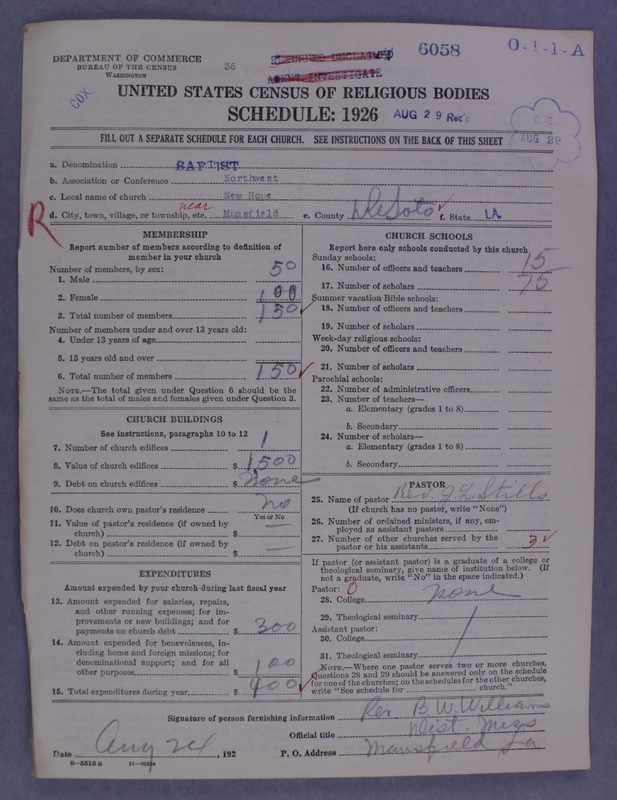 DEPARTMENT OF COMMERCE
BUREAU OF THE CENSUS
WASHINGTON
36
RETURNED UNCLAIMED
AGENT INVESTIGATE
6058
O-1-1-A
COX
UNITED STATES CENSUS OF RELIGIOUS BODIES
SCHEDULE: 1926
AUG 29 Rec'd
C. C.
AUG 29
FILL OUT A SEPARATE SCHEDULE FOR EACH CHURCH. SEE INSTRUCTIONS ON THE BACK OF THIS SHEET
a. Denomination BAPTIST
b. Association or Conference Northwest
c. Local name of church New Hope
near
d. City, town, village, or township, etc. Mansfield e. County DeSoto f. State LA
R
MEMBERSHIP
Report number of members according to definition of
member in your church
Number of members, by sex:
1. Male 50
2. Female 100
3. Total number of members 150
Number of members under and over 13 years old:
4. Under 13 years of age
5. 13 years old and over
6. Total number of members 150
NOTE.—The total given under Question 6 should be the
same as the total of males and females given under Question 3.
CHURCH BUILDINGS
See instructions, paragraphs 10 to 12
7. Number of church edifices 1
8. Value of church edifices $ 1500
9. Debt on church edifices $ None
10. Does church own pastor's residence no
Yes or No
11. Value of pastor's residence (if owned by
church) $ —
12. Debt on pastor's residence (if owned by
church) $ —
EXPENDITURES
Amount expended by your church during last fiscal year
13. Amount expended for salaries, repairs,
and other running expenses; for im-
provements or new buildings; and for
payments on church debt $ 300
14. Amount expended for benevolences, in-
cluding home and foreign missions; for
denominational support; and for all
other purposes $ 100
15. Total expenditures during year $ 400
CHURCH SCHOOLS
Report here only schools conducted by this church
Sunday schools:
16. Number of officers and teachers 15
17. Number of scholars 75
Summer vacation Bible schools:
18. Number of officers and teachers
19. Number of scholars
Week-day religious schools:
20. Number of officers and teachers
21. Number of scholars
Parochial schools:
22. Number of administrative officers
23. Number of teachers—
a. Elementary (grades 1 to 8)
b. Secondary
24. Number of scholars—
a. Elementary (grades 1 to 8)
b. Secondary
PASTOR
25. Name of pastor Rev. J. L. Stills
(If church has no pastor, write "None")
26. Number of ordained ministers, if any, em-
ployed as assistant pastors
27. Number of other churches served by the
pastor or his assistants 3
If pastor (or assistant pastor) is a graduate of a college or
theological seminary, give name of institution below. (If
not a graduate, write "No" in the space indicated.)
Pastor: 0
28. College none
29. Theological seminary
Assistant pastor:
30. College
31. Theological seminary
NOTE.—Where one pastor serves two or more churches,
Questions 28 and 29 should be answered only on the schedule
for one of the churches; on the schedules for the other churches,
write "See schedule for church."
Signature of person furnishing information Rev. B. W. Williams
Official title Dist. Miss
Date Aug 24, 192 P. O. Address Mansfield La
8-5518 a